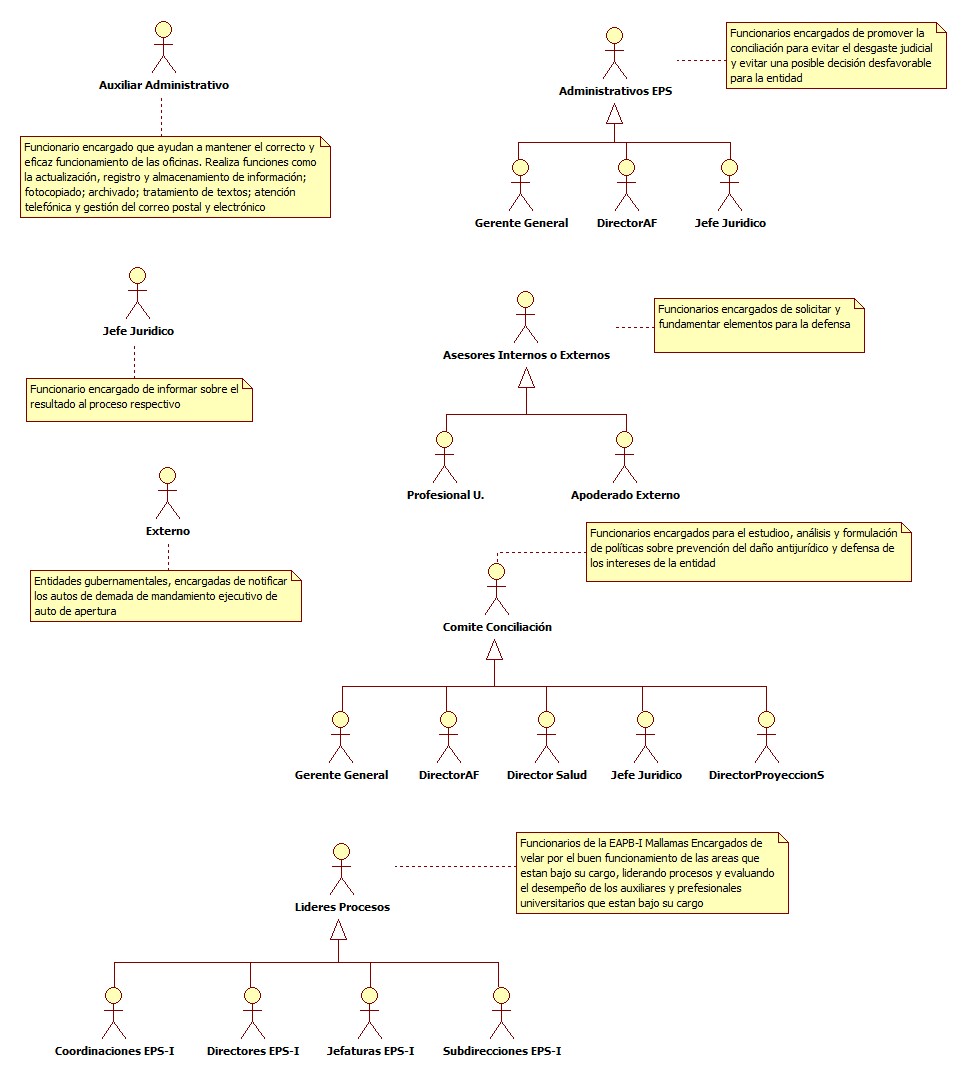 Auxiliar Administrativo
Funcionario encargado que ayudan a mantener el correcto y
eficaz funcionamiento de las oficinas. Realiza funciones como
la actualización, registro y almacenamiento de información;
fotocopiado; archivado; tratamiento de textos; atención
telefónica y gestión del correo postal y electrónico
Administrativos EPS
Funcionarios encargados de promover la
conciliación para evitar el desgaste judicial
y evitar una posible decisión desfavorable
para la entidad
Gerente General
DirectorAF
Jefe Juridico
Jefe Juridico
Funcionario encargado de informar sobre el
resultado al proceso respectivo
Asesores Internos o Externos
Funcionarios encargados de solicitar y
fundamentar elementos para la defensa
Profesional U.
Apoderado Externo
Externo
Entidades gubernamentales, encargadas de notificar
los autos de demada de mandamiento ejecutivo de
auto de apertura
Funcionarios encargados para el estudioo, análisis y formulación
de políticas sobre prevención del daño antijurídico y defensa de
los intereses de la entidad
Comite Conciliación
Gerente General
DirectorAF
Director Salud
Jefe Juridico
DirectorProyeccionS
Lideres Procesos
Funcionarios de la EAPB-I Mallamas Encargados de
velar por el buen funcionamiento de las areas que
estan bajo su cargo, liderando procesos y evaluando
el desempeño de los auxiliares y prefesionales
universitarios que estan bajo su cargo
Coordinaciones EPS-I
Directores EPS-I
Jefaturas EPS-I
Subdirecciones EPS-I